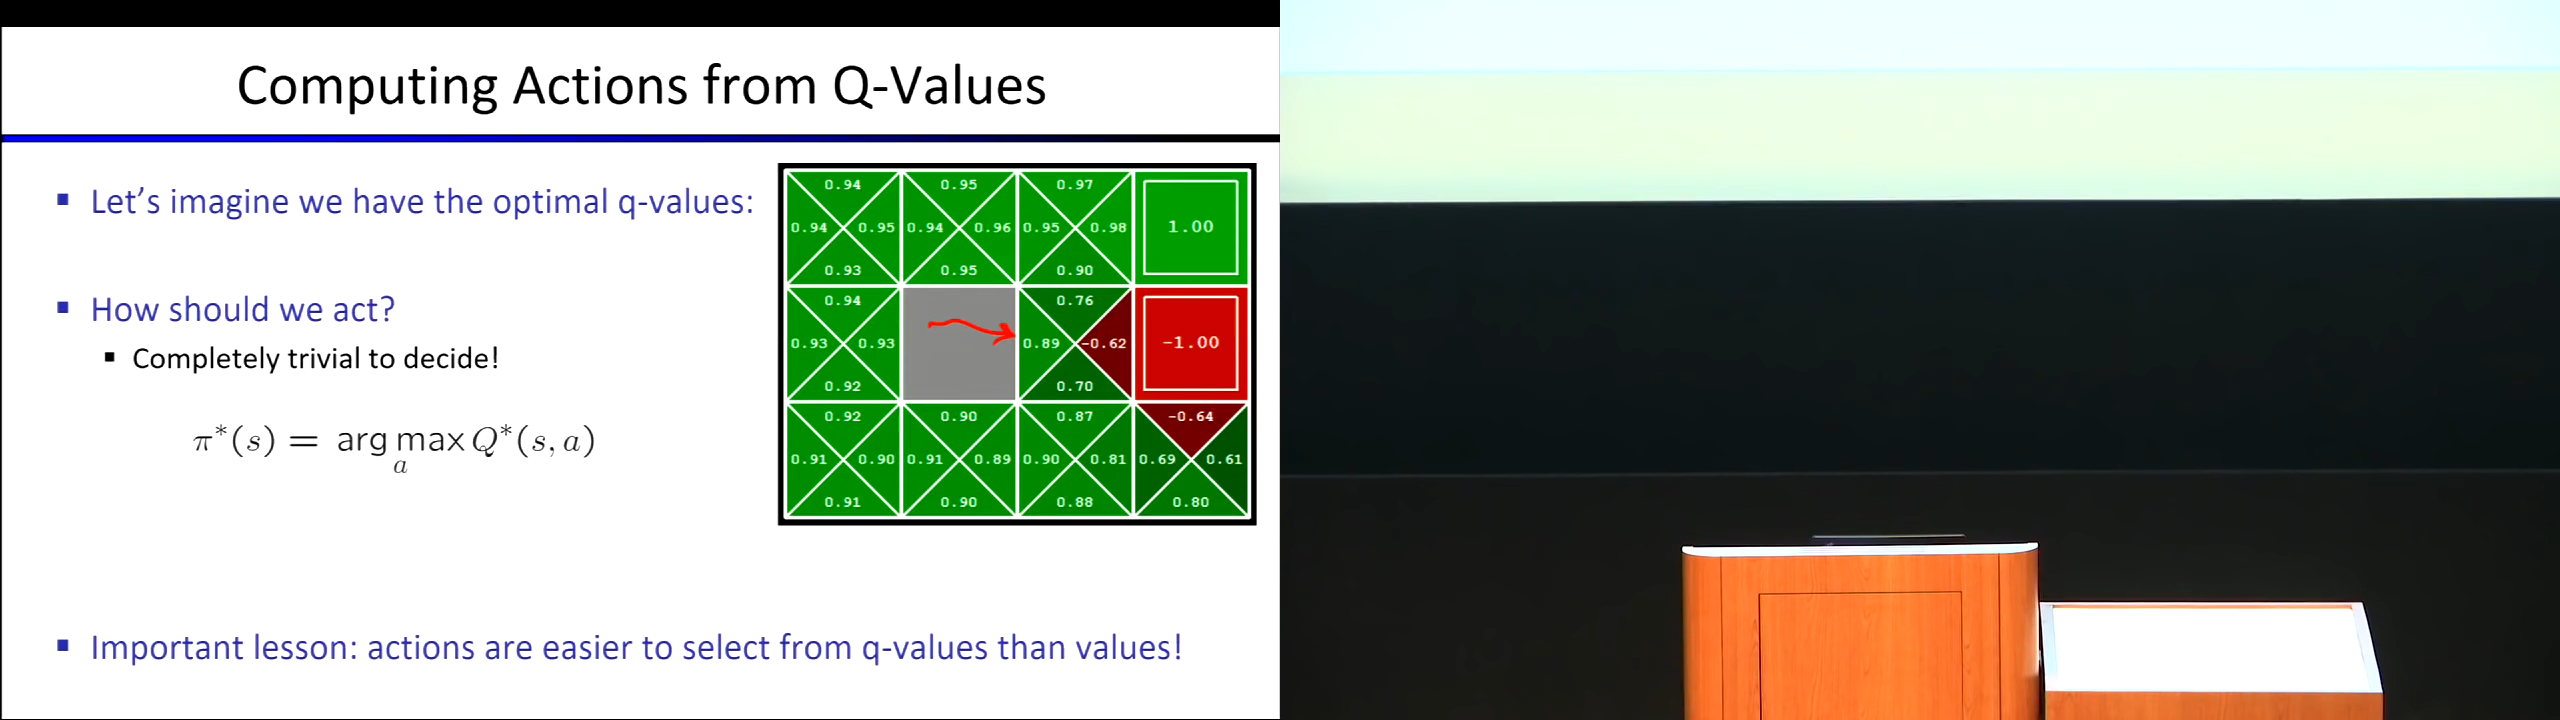 Computing Actions from Q-Values
▪ Let's imagine we have the optimal q-values:
▪ How should we act?
▪ Completely trivial to decide!
π*(s) = arg max Q*(s, a)
a
0.94 0.95 0.97
0.94 0.95 0.94 0.96 0.95 0.98 1.00
0.93 0.95 0.90
0.94 0.76
0.93 0.93 0.89 -0.62 -1.00
0.92 0.70
0.92 0.90 0.87 -0.64
0.91 0.90 0.91 0.89 0.90 0.81 0.69 0.61
0.91 0.90 0.88 0.80
▪ Important lesson: actions are easier to select from q-values than values!